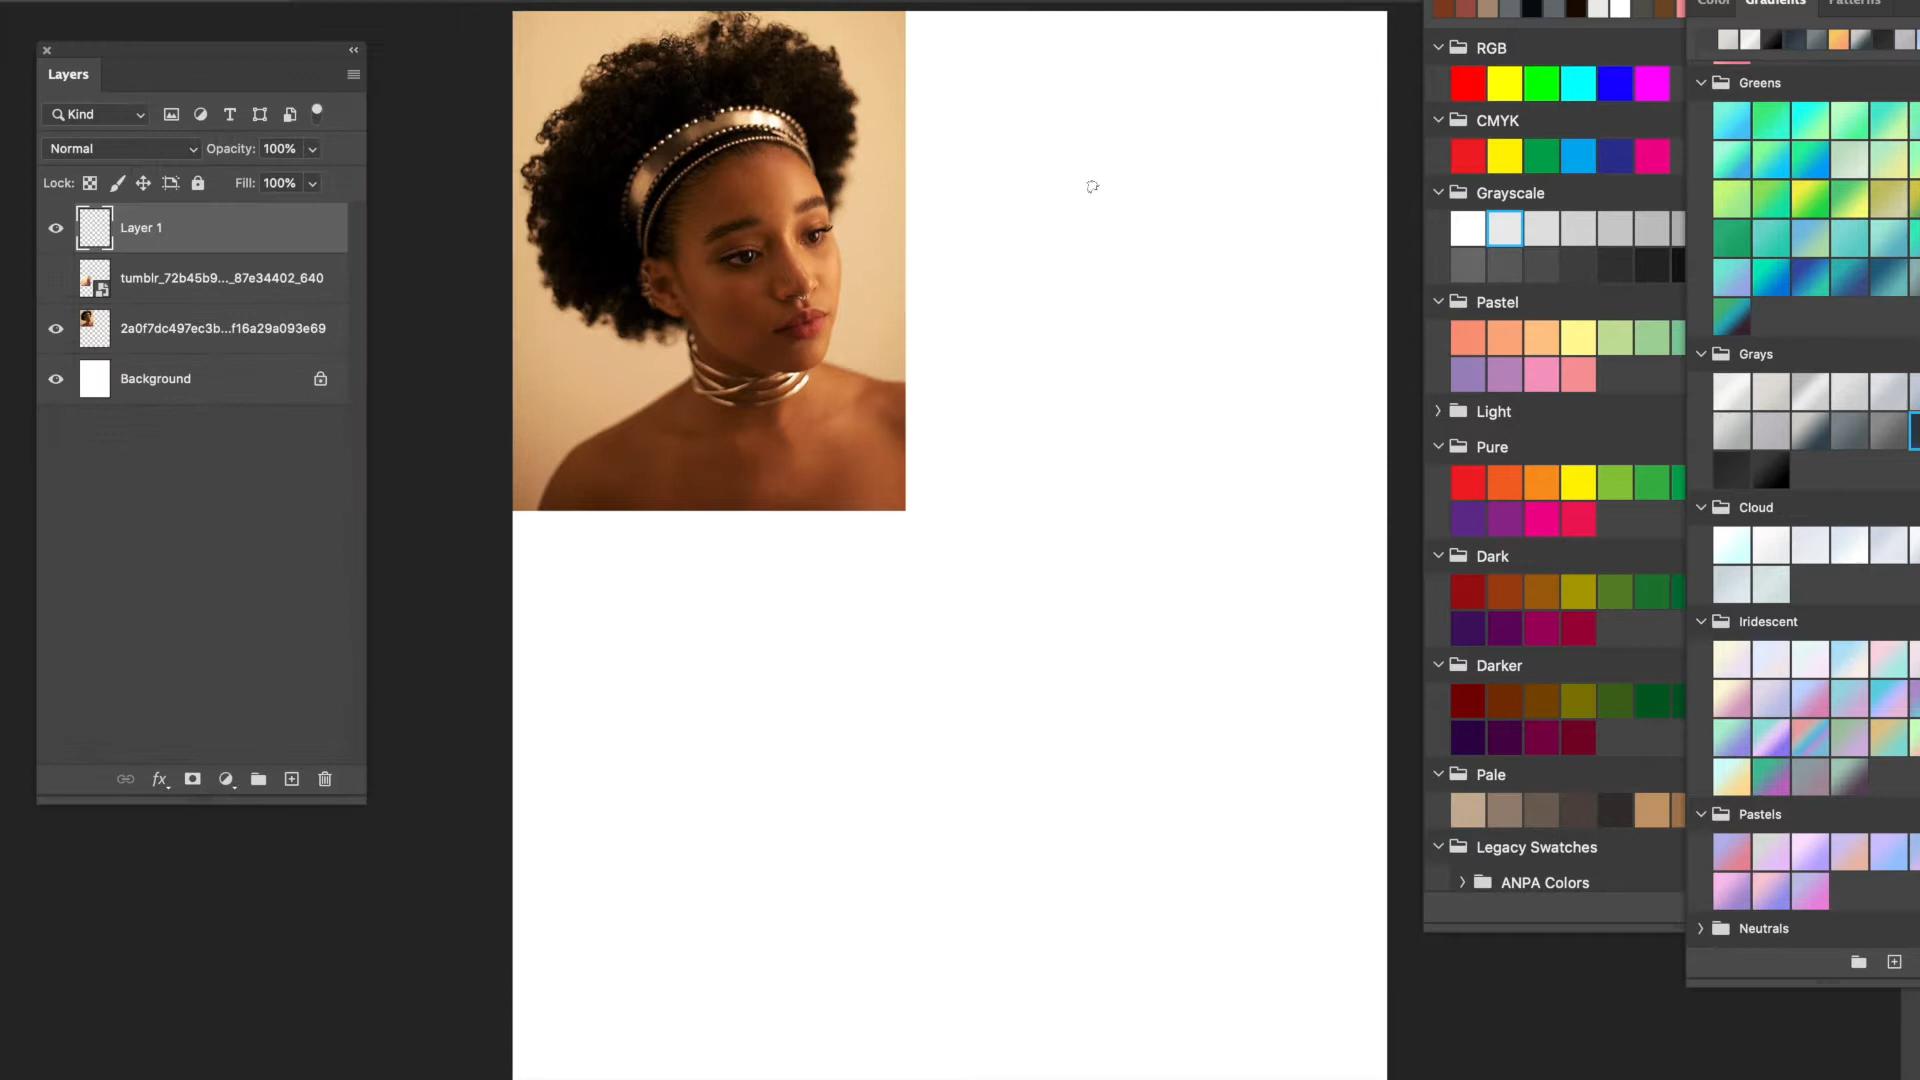 Layers
Kind
Normal
Opacity: 100%
Lock:
Fill: 100%
Layer 1
tumblr_72b45b9..._87e34402_640
2a0f7dc497ec3b...f16a29a093e69
Background
fx
RGB
CMYK
Grayscale
Pastel
Light
Pure
Dark
Darker
Pale
Legacy Swatches
ANPA Colors
Color Gradients Patterns
Greens
Grays
Cloud
Iridescent
Pastels
Neutrals